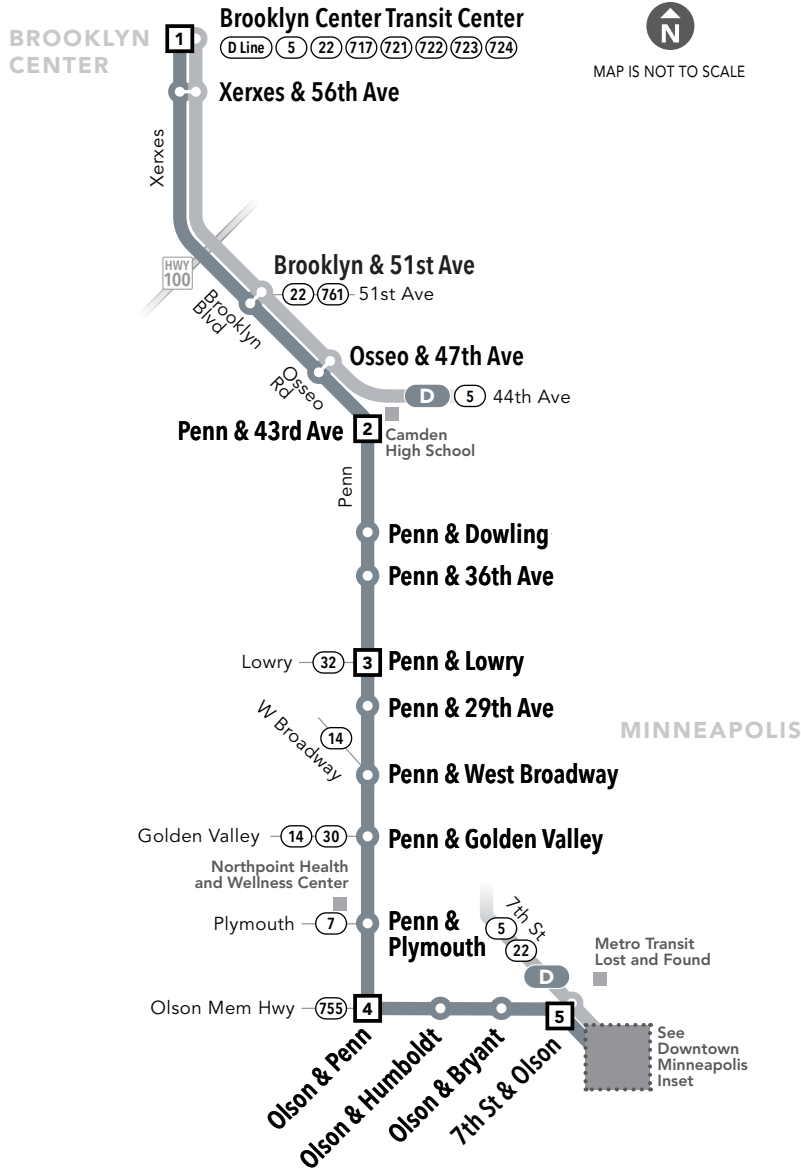 BROOKLYN
CENTER
1
Brooklyn Center Transit Center
D Line 5 22 717 721 722 723 724
N
MAP IS NOT TO SCALE
Xerxes & 56th Ave
Xerxes
HWY
100
Brooklyn & 51st Ave
22 761 51st Ave
Brooklyn
Blvd
Osseo & 47th Ave
Osseo
Rd
D 5 44th Ave
Penn & 43rd Ave
2
Camden
High School
Penn
Penn & Dowling
Penn & 36th Ave
Lowry 32
3
Penn & Lowry
Penn & 29th Ave
MINNEAPOLIS
W Broadway
14
Penn & West Broadway
Golden Valley 14 30
Penn & Golden Valley
Northpoint Health
and Wellness Center
Plymouth 7
Penn &
Plymouth
7th St
5
22
D
Metro Transit
Lost and Found
Olson Mem Hwy 755
4
5
Olson & Penn
Olson & Humboldt
Olson & Bryant
7th St & Olson
See
Downtown
Minneapolis
Inset